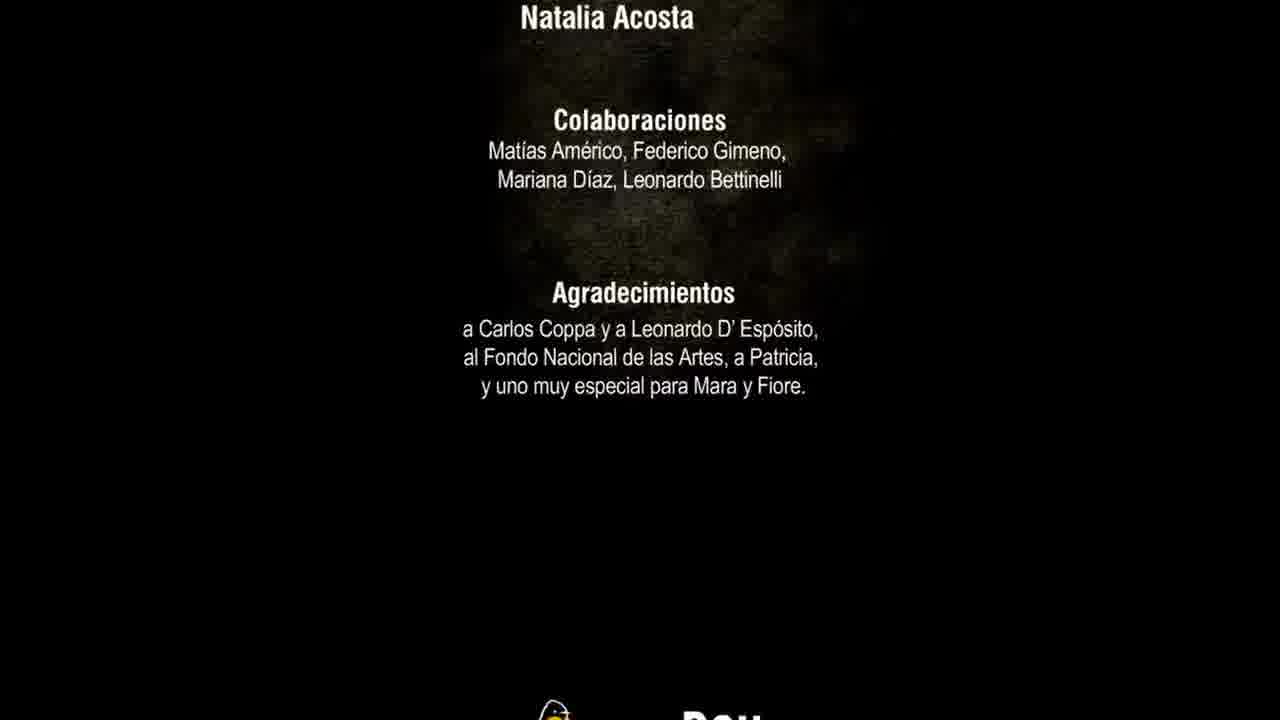 Natalia Acosta
Colaboraciones
Matías Américo, Federico Gimeno,
Mariana Díaz, Leonardo Bettinelli
Agradecimientos
a Carlos Coppa y a Leonardo D' Espósito,
al Fondo Nacional de las Artes, a Patricia,
y uno muy especial para Mara y Fiore.